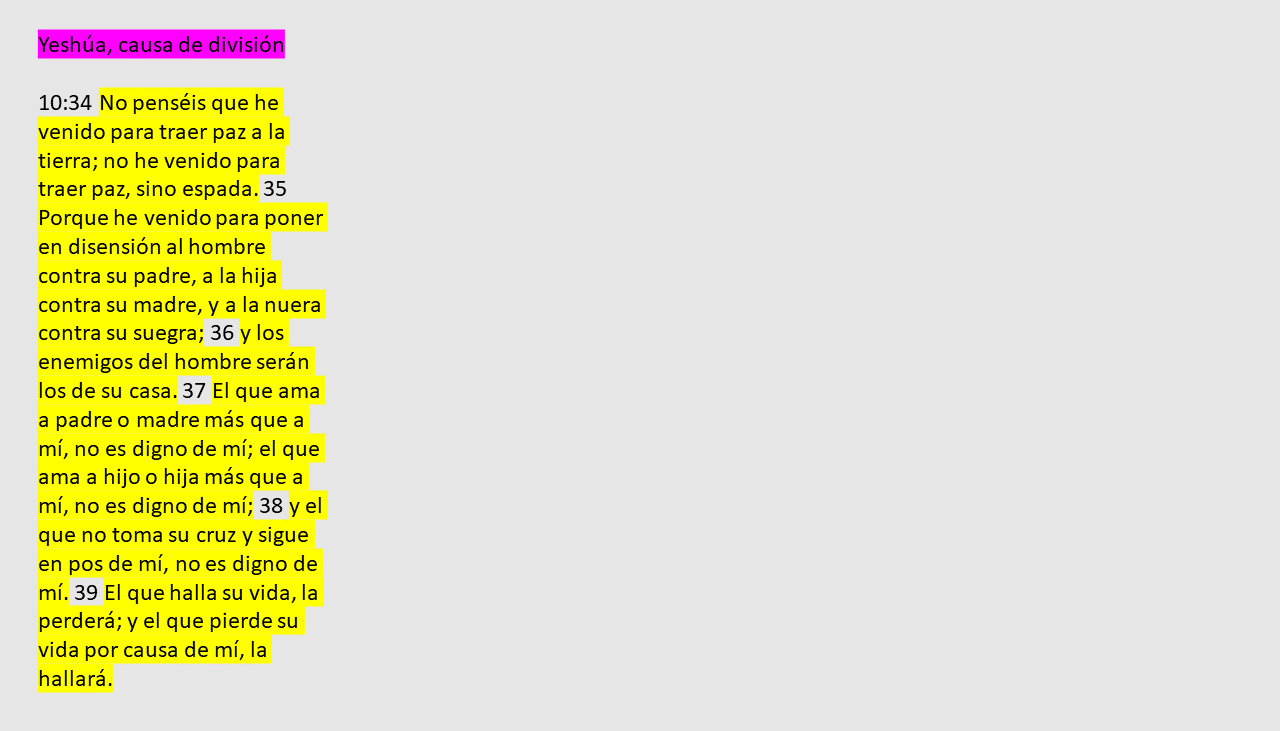 Yeshúa, causa de división
10:34 No penséis que he
venido para traer paz a la
tierra; no he venido para
traer paz, sino espada. 35
Porque he venido para poner
en disensión al hombre
contra su padre, a la hija
contra su madre, y a la nuera
contra su suegra; 36 y los
enemigos del hombre serán
los de su casa. 37 El que ama
a padre o madre más que a
mí, no es digno de mí; el que
ama a hijo o hija más que a
mí, no es digno de mí; 38 y el
que no toma su cruz y sigue
en pos de mí, no es digno de
mí. 39 El que halla su vida, la
perderá; y el que pierde su
vida por causa de mí, la
hallará.